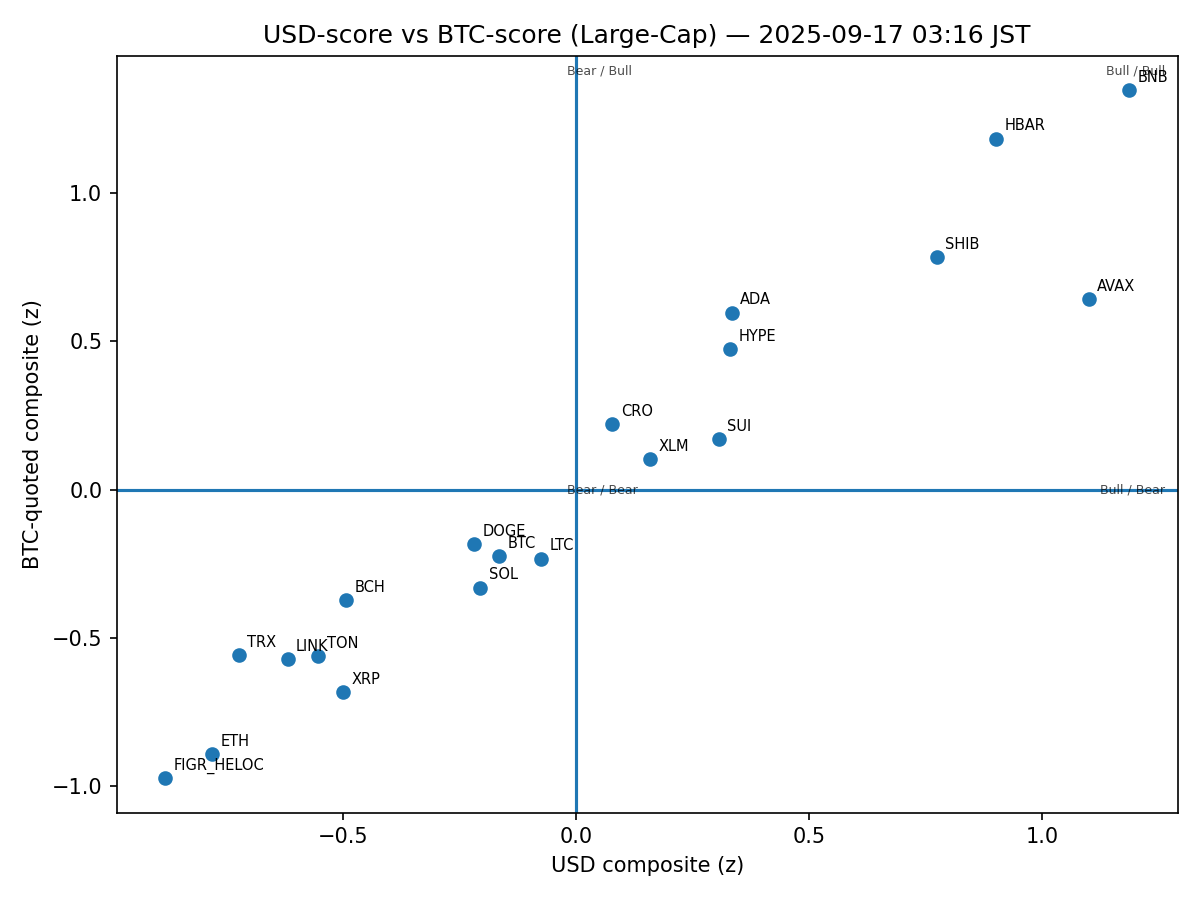 USD-score vs BTC-score (Large-Cap) — 2025-09-17 03:16 JST
Bear / Bull
Bull / Bull
BNB
HBAR
1.0
SHIB
AVAX
ADA
HYPE
0.5
CRO
SUI
XLM
0.0
Bear / Bear
Bull / Bear
DOGE
BTC
LTC
SOL
BCH
−0.5
TRX
LINK
TON
XRP
ETH
FIGR_HELOC
−1.0
−0.5
0.0
0.5
1.0
USD composite (z)
BTC-quoted composite (z)